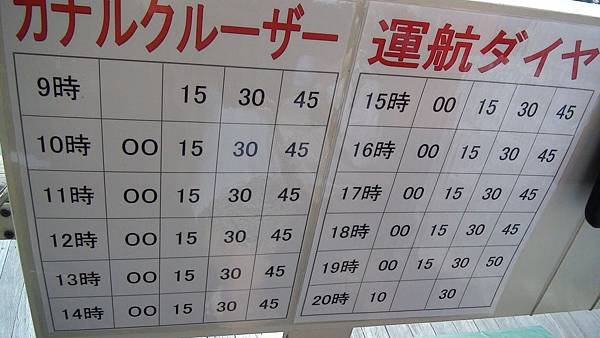 カナルクルーザー
9時 15 30 45
10時 00 15 30 45
11時 00 15 30 45
12時 00 15 30 45
13時 00 15 30 45
14時 00 15 30 45
運航ダイヤ
15時 00 15 30 45
16時 00 15 30 45
17時 00 15 30 45
18時 00 15 30 45
19時 00 15 30 50
20時 10 30